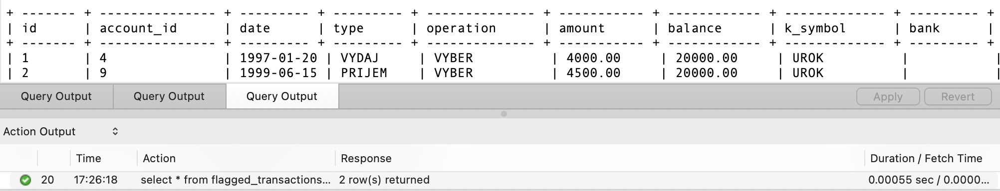 + ------- + --------------- + --------- + --------- + -------------- + ----------- + ------------ + ------------- + --------- +
| id | account_id | date | type | operation | amount | balance | k_symbol | bank |
+ ------- + --------------- + --------- + --------- + -------------- + ----------- + ------------ + ------------- + --------- +
| 1 | 4 | 1997-01-20 | VYDAJ | VYBER | 4000.00 | 20000.00 | UROK | |
| 2 | 9 | 1999-06-15 | PRIJEM | VYBER | 4500.00 | 20000.00 | UROK | |
Query Output Query Output Query Output Apply Revert
Action Output
Time Action Response Duration / Fetch Time
20 17:26:18 select * from flagged_transactions... 2 row(s) returned 0.00055 sec / 0.0000...